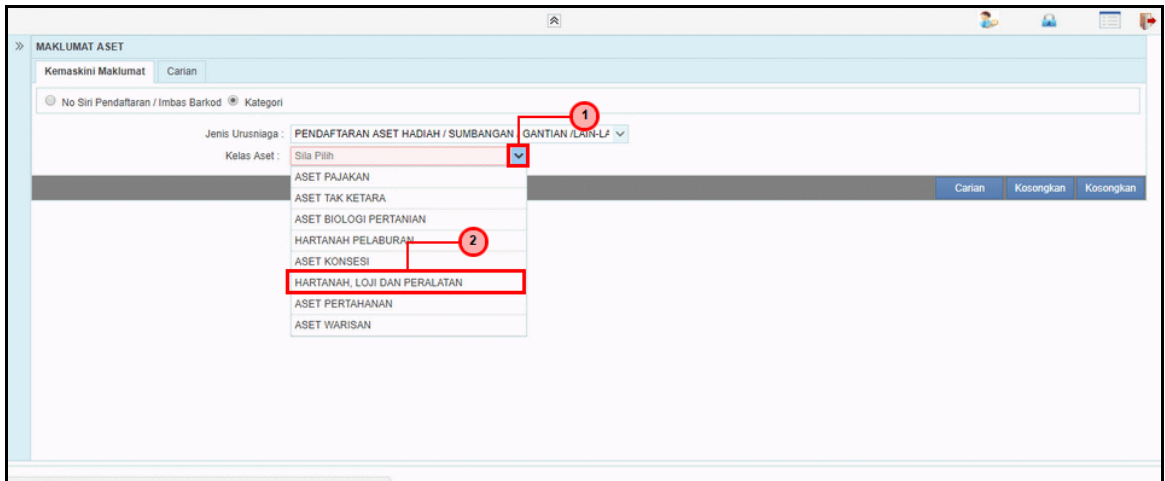 MAKLUMAT ASET
Kemaskini Maklumat Carian
No Siri Pendaftaran / Imbas Barkod Kategori
1
Jenis Urusniaga : PENDAFTARAN ASET HADIAH / SUMBANGAN / GANTIAN /LAIN-LA
Kelas Aset : Sila Pilih
ASET PAJAKAN
Carian Kosongkan Kosongkan
ASET TAK KETARA
ASET BIOLOGI PERTANIAN
HARTANAH PELABURAN
2
ASET KONSESI
HARTANAH, LOJI DAN PERALATAN
ASET PERTAHANAN
ASET WARISAN